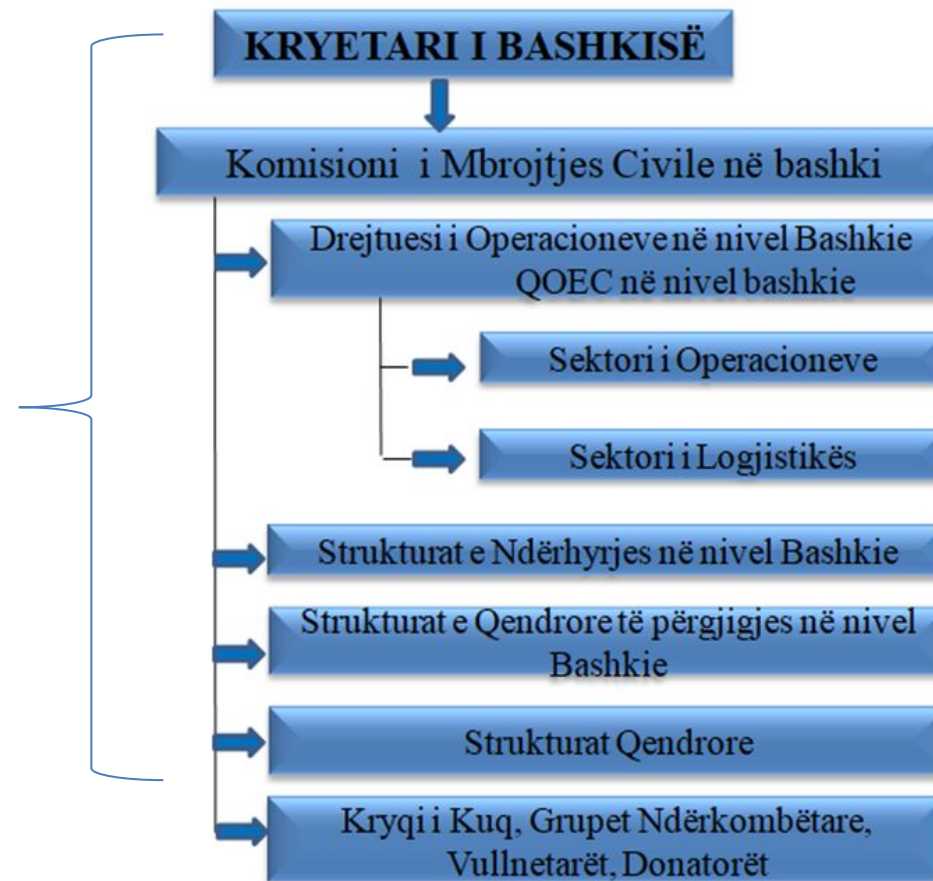 KRYETARI I BASHKISË
Komisioni i Mbrojtjes Civile në bashki
Drejtuesi i Operacioneve në nivel Bashkie
QOEC në nivel bashkie
Sektori i Operacioneve
Sektori i Logjistikës
Strukturat e Ndërhyrjes në nivel Bashkie
Strukturat e Qendrore të përgjigjes në nivel
Bashkie
Strukturat Qendrore
Kryqi i Kuq, Grupet Ndërkombëtare,
Vullnetarët, Donatorët